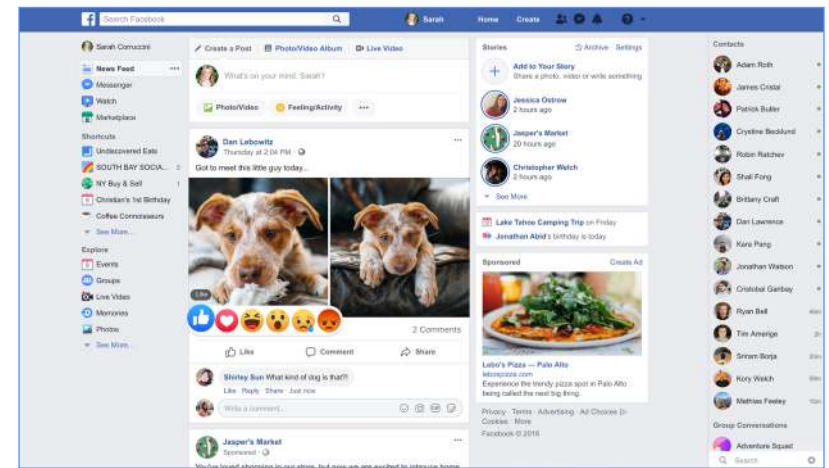 Search Facebook
Sarah
Home
Create
Sarah Corruccini
News Feed
Messenger
Watch
Marketplace
Shortcuts
Undiscovered Eats
SOUTH BAY SOCIA...
NY Buy & Sell
Christian's 1st Birthday
Coffee Connoisseurs
See More...
Explore
Events
Groups
Live Video
Memories
Photos
See More...
Create a Post
Photo/Video Album
Live Video
What's on your mind, Sarah?
Photo/Video
Feeling/Activity
Dan Lebowitz
Thursday at 2:04 PM
Got to meet this little guy today...
Like
2 Comments
Like
Comment
Share
Shirley Sun What kind of dog is that?!
Like Reply Share Just now
Write a comment...
Jasper's Market
Sponsored
Stories
Archive Settings
Add to Your Story
Share a photo, video or write something
Jessica Ostrow
2 hours ago
Jasper's Market
20 hours ago
Christopher Welch
2 hours ago
See More
Lake Tahoe Camping Trip on Friday
Jonathan Abid's birthday is today
Sponsored
Create Ad
Lebo's Pizza — Palo Alto
lebospizza.com
Experience the trendy pizza spot in Palo Alto
being called the next big thing.
Privacy · Terms · Advertising · Ad Choices
Cookies · More
Facebook © 2018
Contacts
Adam Roth
James Cristal
Patrick Butler
Crystine Becklund
Robin Ratchev
Shali Fong
Brittany Craft
Dan Lawrence
Kara Pang
Jonathan Watson
Cristobal Garibay
Ryan Bell
Tim Amerige
Sriram Borja
Kory Welch
Mathias Feeley
Group Conversations
Adventure Squad
Search